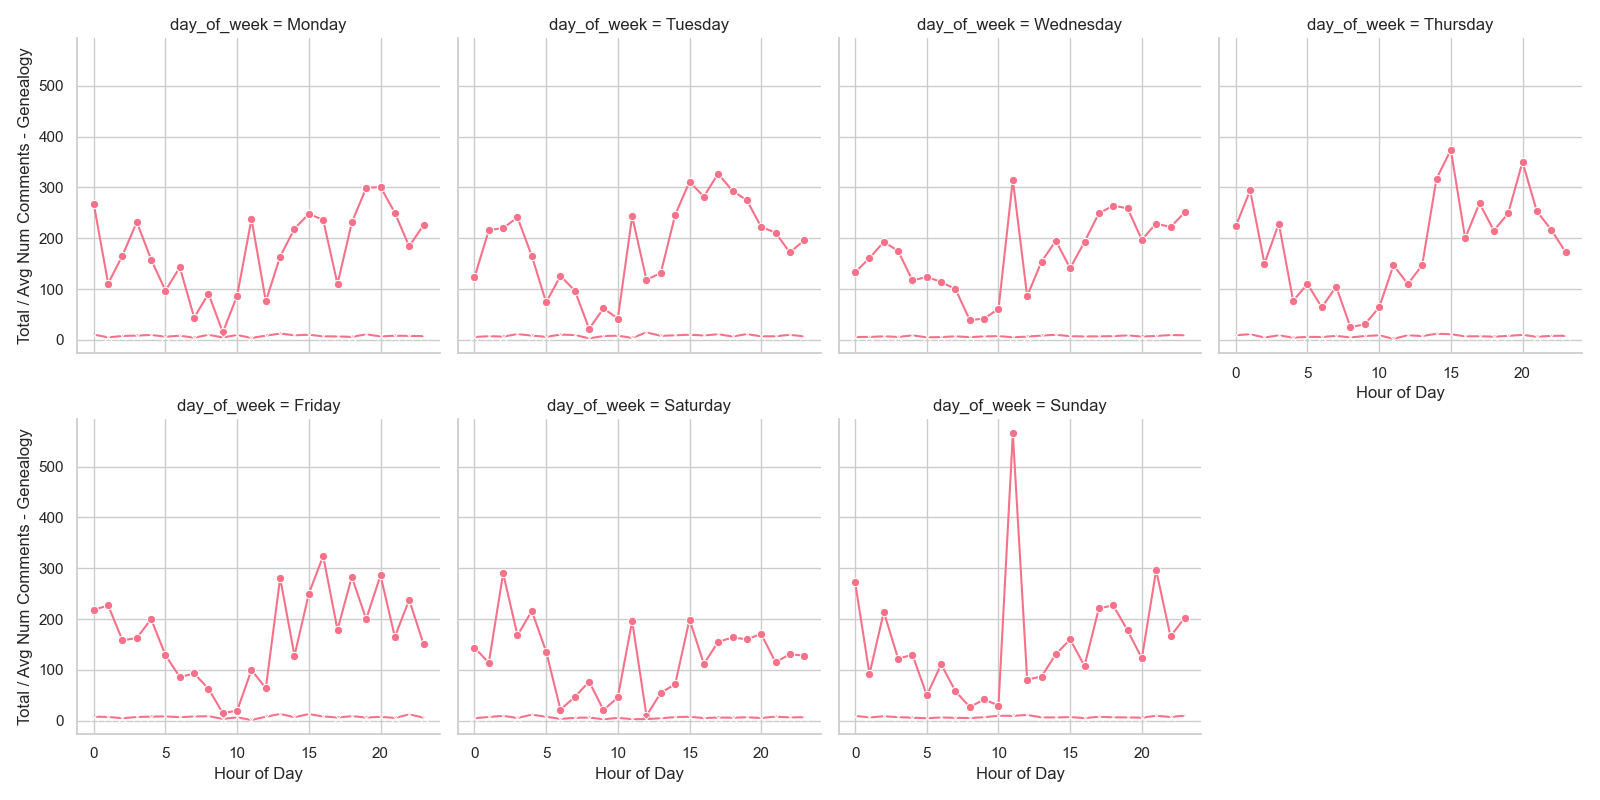 day_of_week = Monday
day_of_week = Tuesday
day_of_week = Wednesday
day_of_week = Thursday
Total / Avg Num Comments - Genealogy
500
400
300
200
100
0
0 5 10 15 20
Hour of Day
day_of_week = Friday
day_of_week = Saturday
day_of_week = Sunday
Total / Avg Num Comments - Genealogy
500
400
300
200
100
0
0 5 10 15 20
0 5 10 15 20
0 5 10 15 20
Hour of Day
Hour of Day
Hour of Day